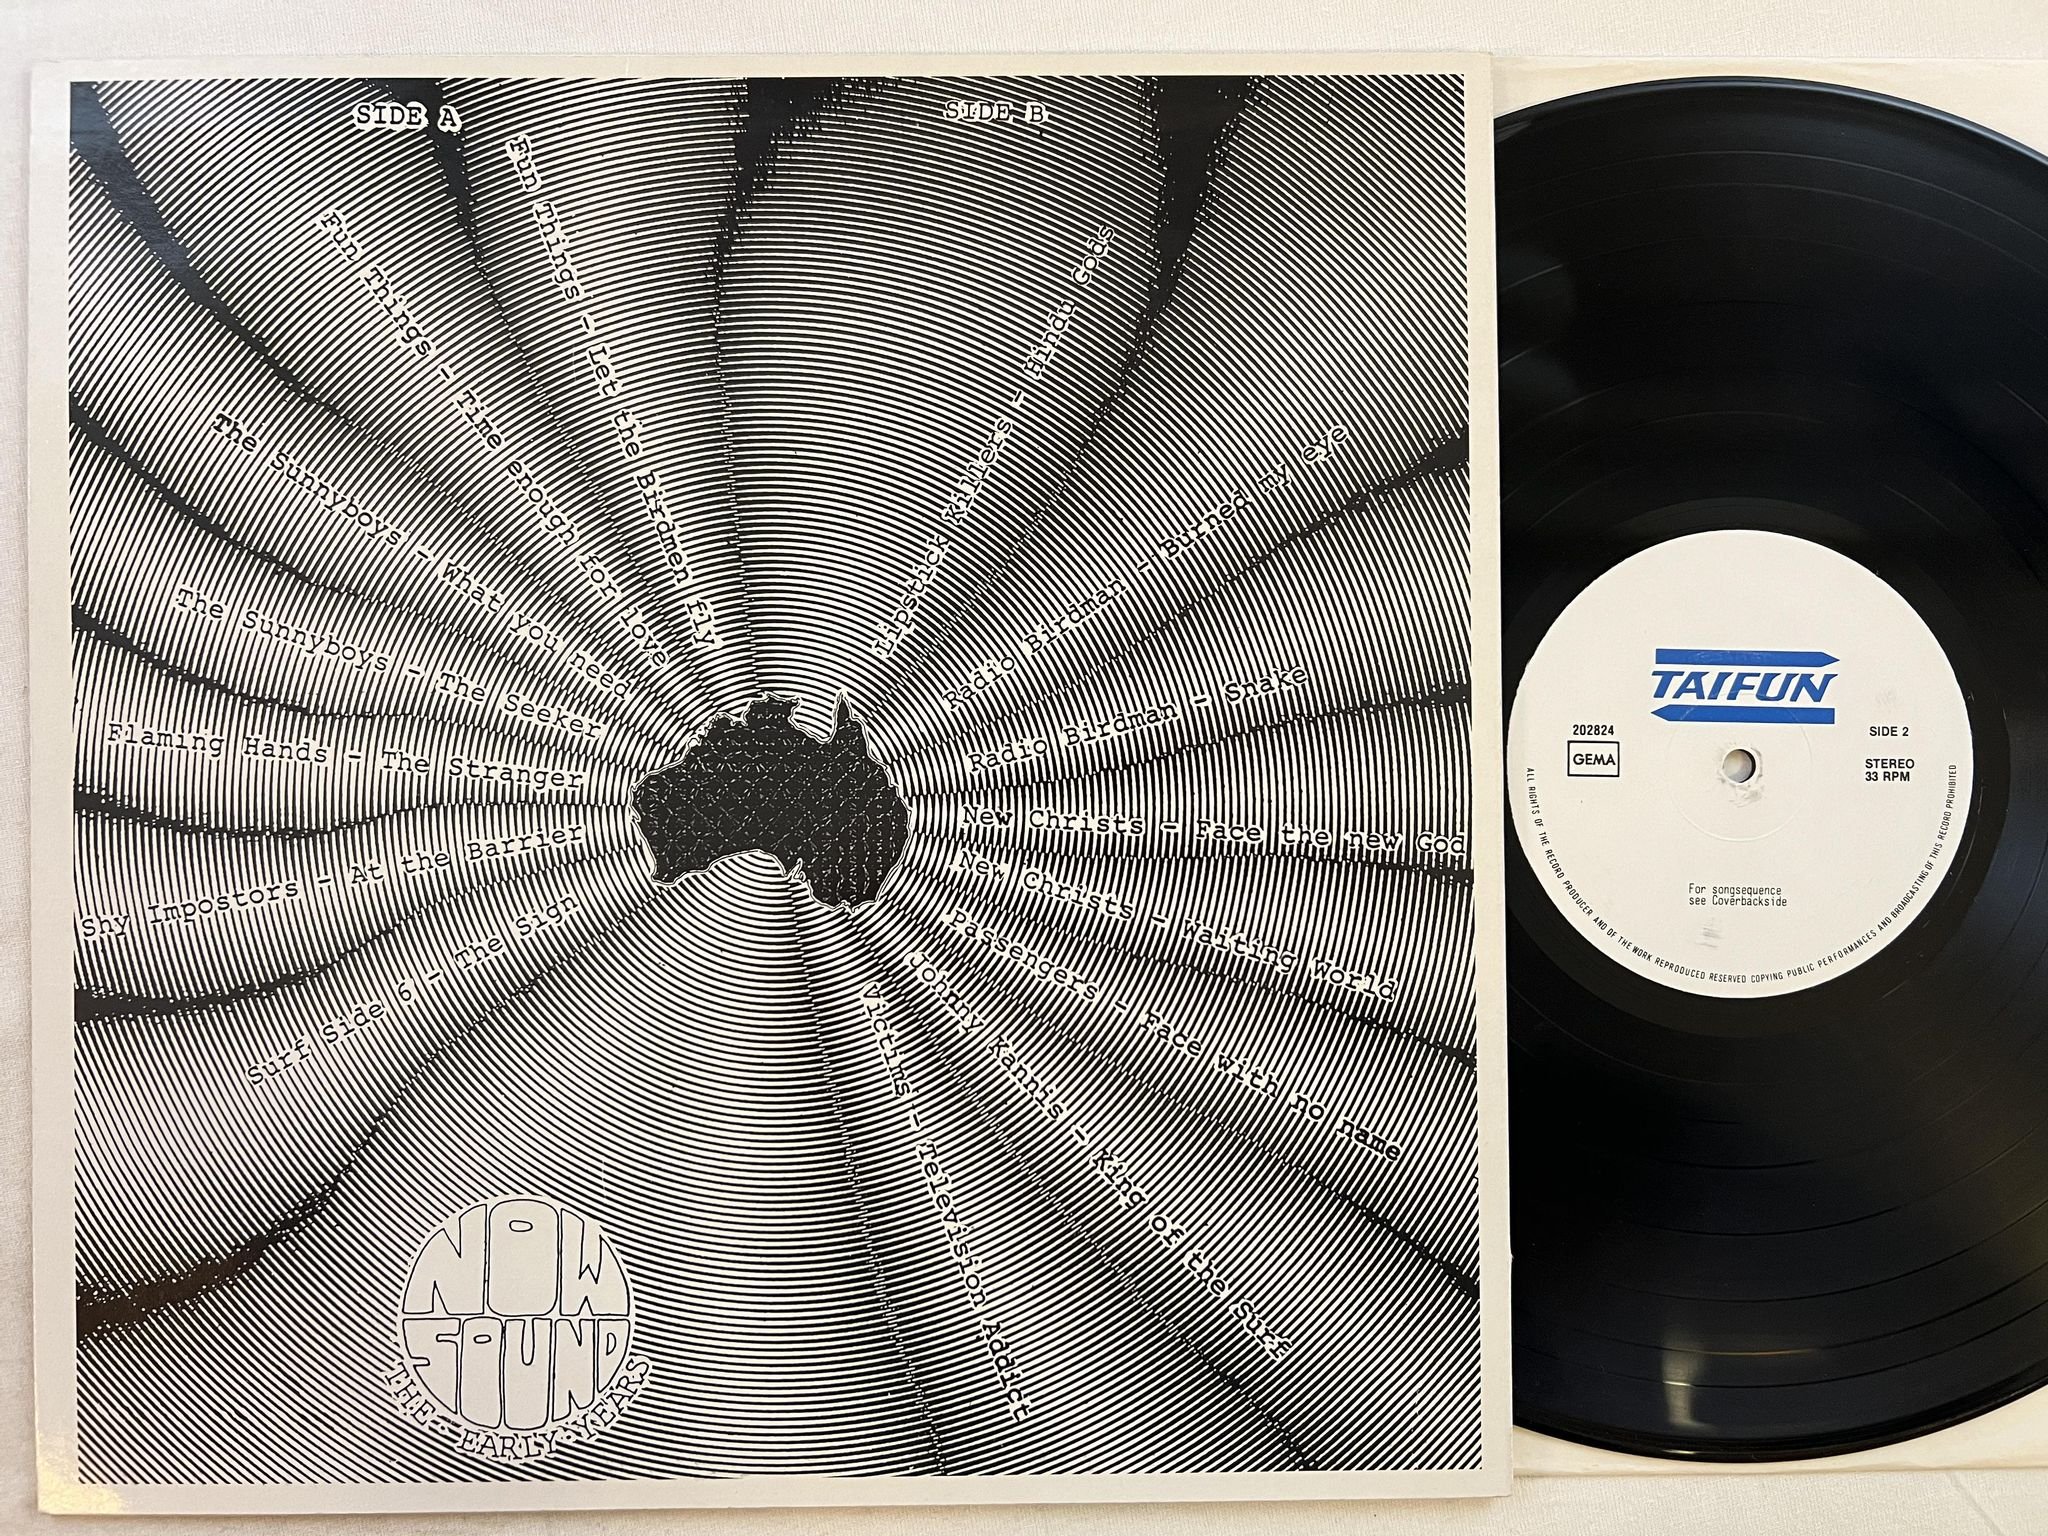 SIDE A
Fun Things - Let the Birdmen fly
Fun Things - Time enough for love
The Sunnyboys - What you need
The Sunnyboys - The Seeker
Flaming Hands - The Stranger
Shy Impostors - At the Barrier
Surf Side 6 - The Sign
SIDE B
Lipstick Killers - Hindu Gods
Radio Birdman - Burned my eye
Radio Birdman - Snake
New Christs - Face the new God
New Christs - Waiting World
Passengers - Face with no name
Johnny Kannis - King Of the Surf
Victims - Television Addict
NOW
SOUND
THE·EARLY·YEARS
TAIFUN
202824
GEMA
SIDE 2
STEREO
33 RPM
For songsequence
see Coverbackside
ALL RIGHTS OF THE RECORD PRODUCER AND OF THE WORK REPRODUCED RESERVED COPYING PUBLIC PERFORMANCES AND BROADCASTING OF THIS RECORD PROHIBITED